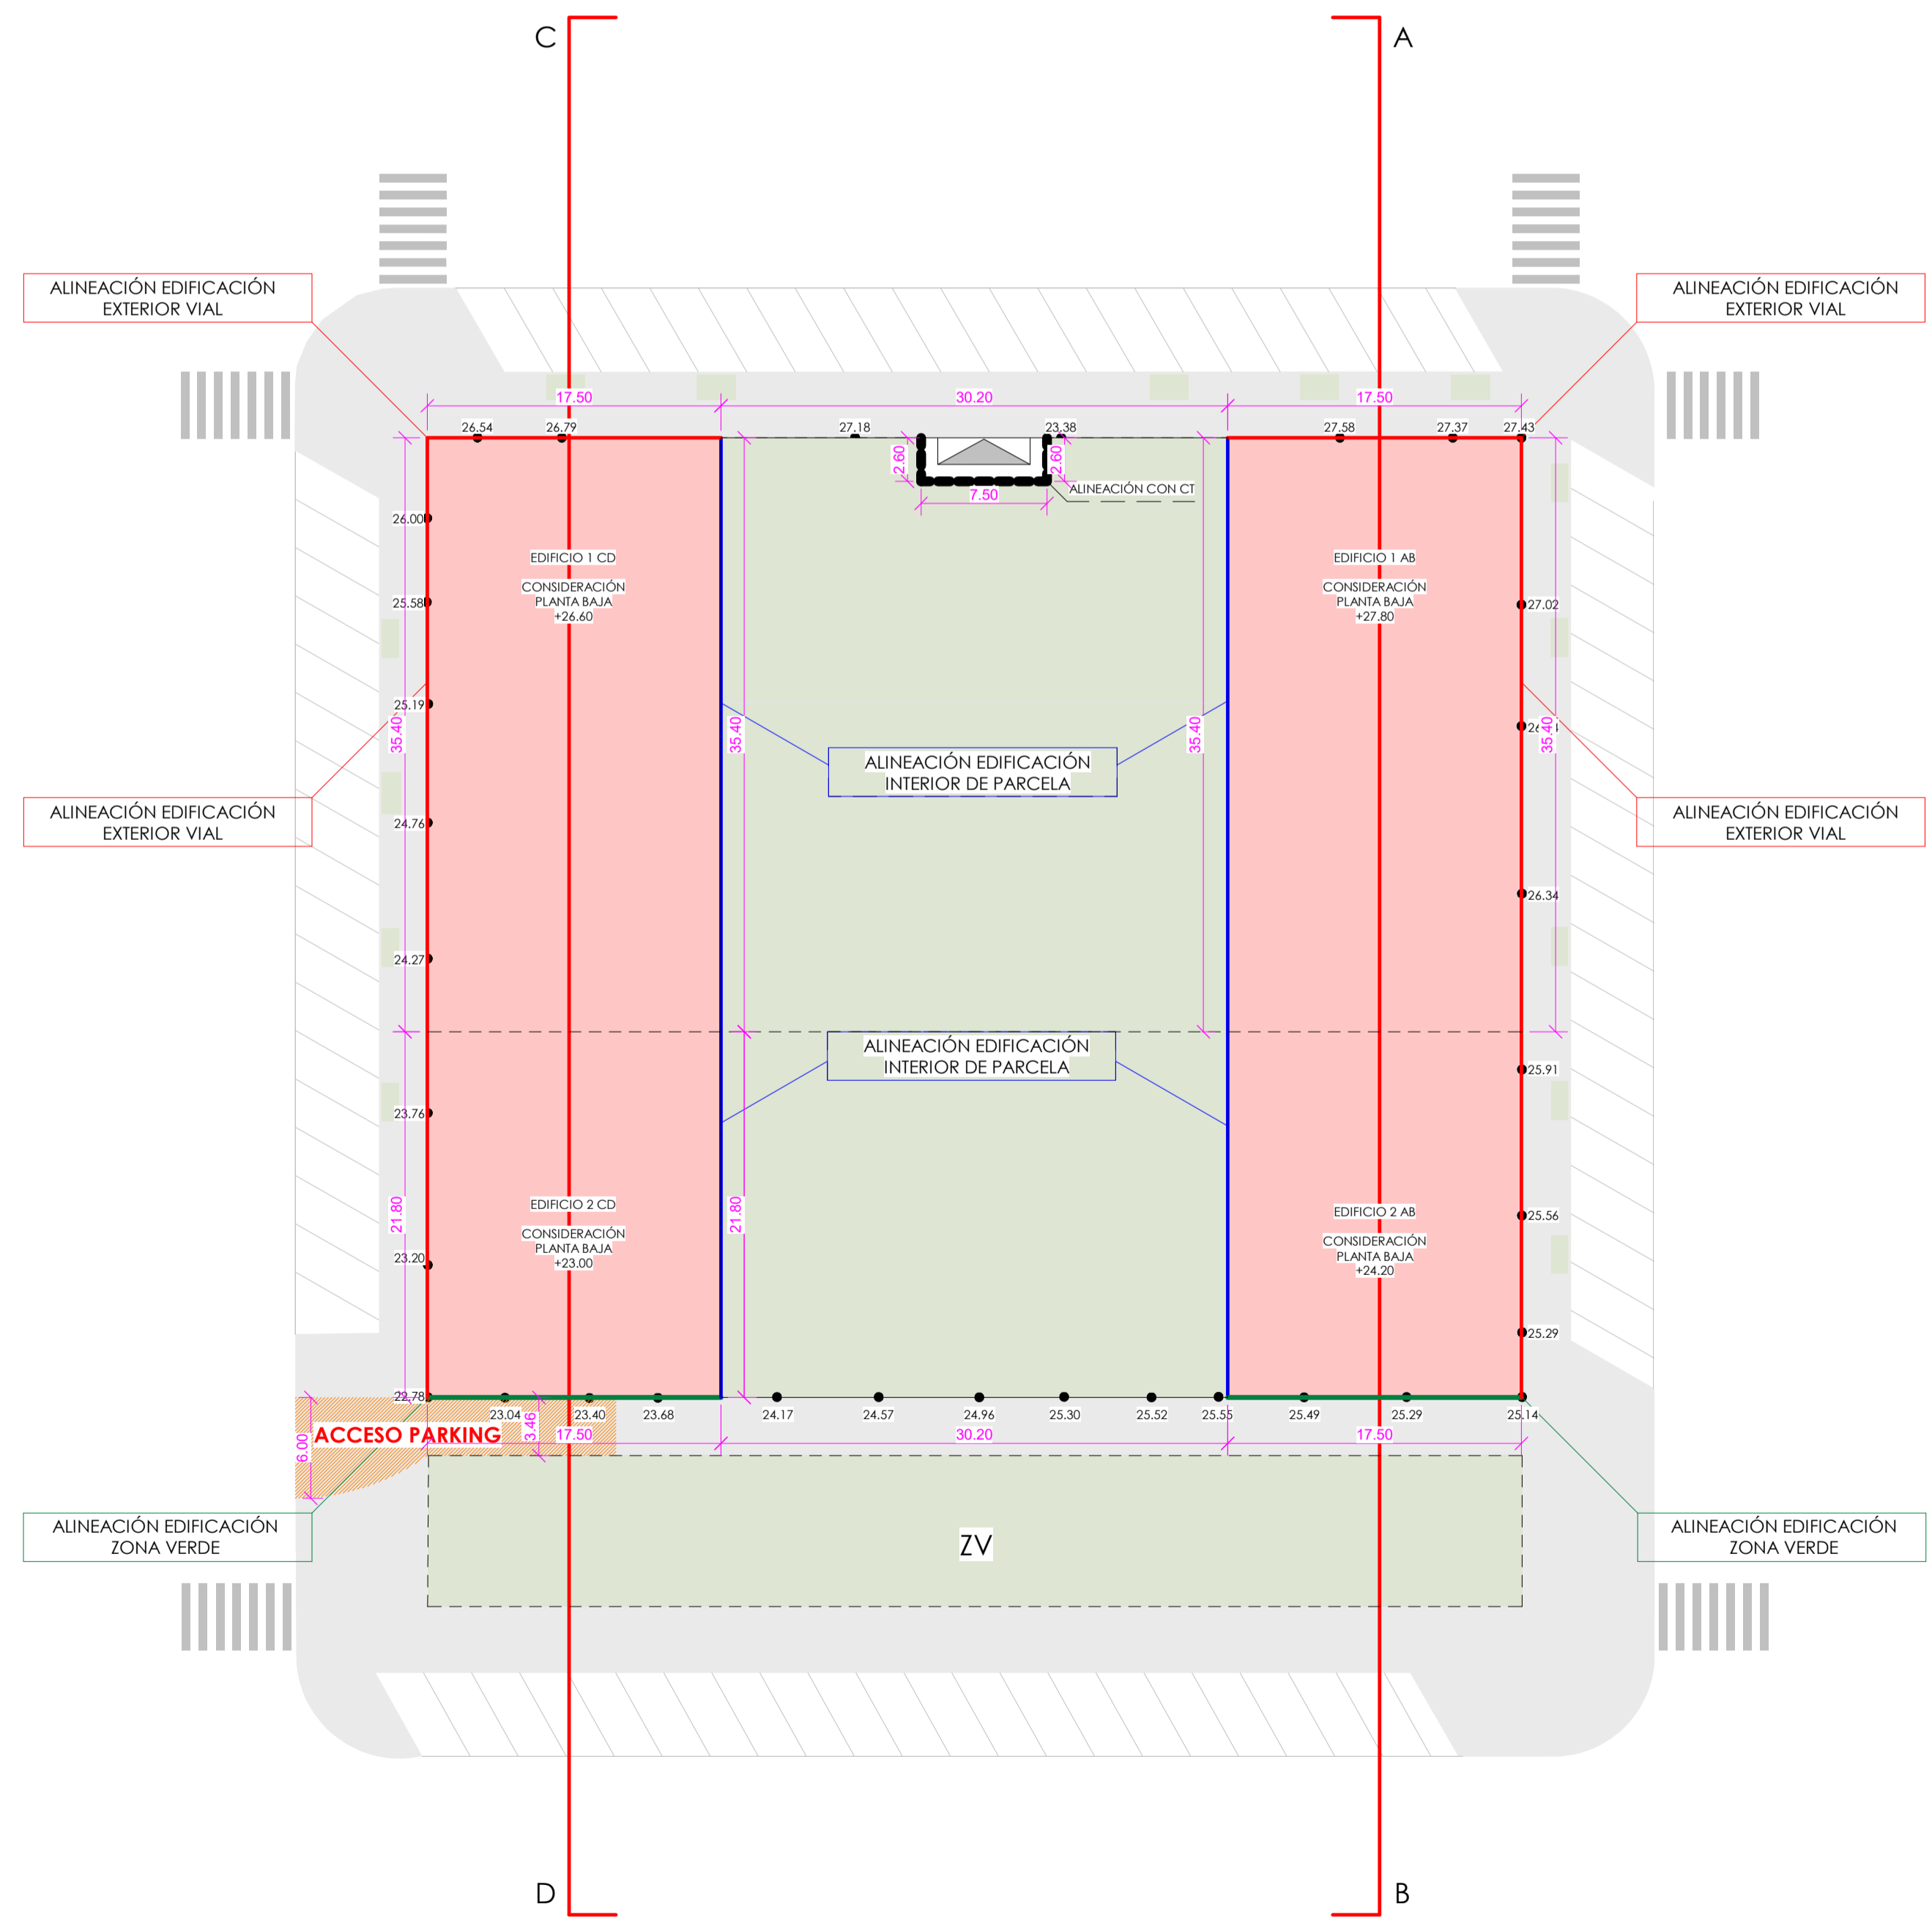 C
A
ALINEACIÓN EDIFICACIÓN
EXTERIOR VIAL
ALINEACIÓN EDIFICACIÓN
EXTERIOR VIAL
17.50
30.20
17.50
26.54
26.79
27.18
23.38
27.58
27.37
27.43
2.60
2.60
7.50
ALINEACIÓN CON CT
26.00
EDIFICIO 1 CD
CONSIDERACIÓN
PLANTA BAJA
+26.60
EDIFICIO 1 AB
CONSIDERACIÓN
PLANTA BAJA
+27.80
25.58
27.02
25.19
35.40
35.40
35.40
35.40
ALINEACIÓN EDIFICACIÓN
INTERIOR DE PARCELA
ALINEACIÓN EDIFICACIÓN
EXTERIOR VIAL
ALINEACIÓN EDIFICACIÓN
EXTERIOR VIAL
24.76
26.34
24.27
ALINEACIÓN EDIFICACIÓN
INTERIOR DE PARCELA
25.91
23.76
21.80
21.80
EDIFICIO 2 CD
CONSIDERACIÓN
PLANTA BAJA
+23.00
EDIFICIO 2 AB
CONSIDERACIÓN
PLANTA BAJA
+24.20
25.56
23.20
25.29
22.78
23.04
23.40
23.68
24.17
24.57
24.96
25.30
25.52
25.55
25.49
25.29
25.14
ACCESO PARKING
3.46
17.50
30.20
17.50
6.00
ALINEACIÓN EDIFICACIÓN
ZONA VERDE
ZV
ALINEACIÓN EDIFICACIÓN
ZONA VERDE
D
B